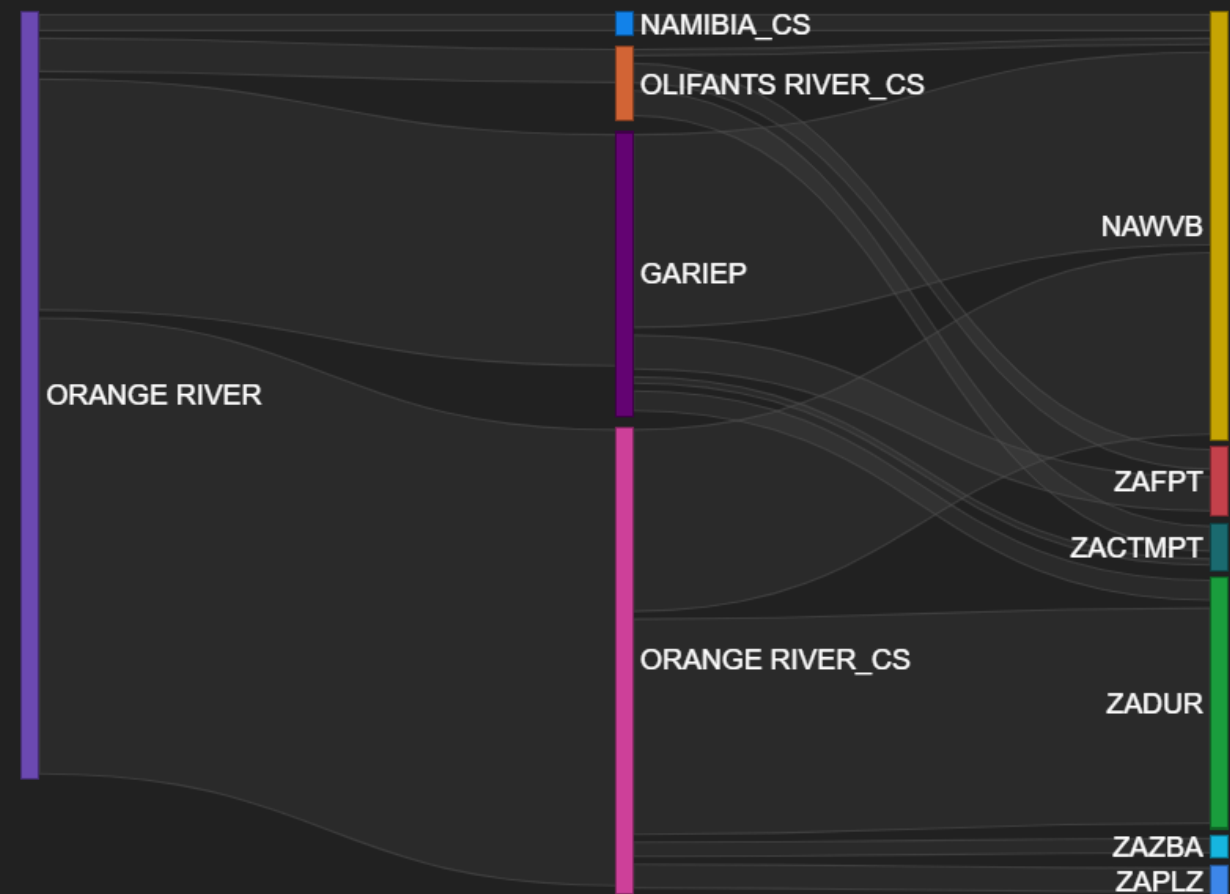 NAMIBIA_CS
OLIFANTS RIVER_CS
NAWVB
GARIEP
ORANGE RIVER
ZAFPT
ZACTMPT
ORANGE RIVER_CS
ZADUR
ZAZBA
ZAPLZ